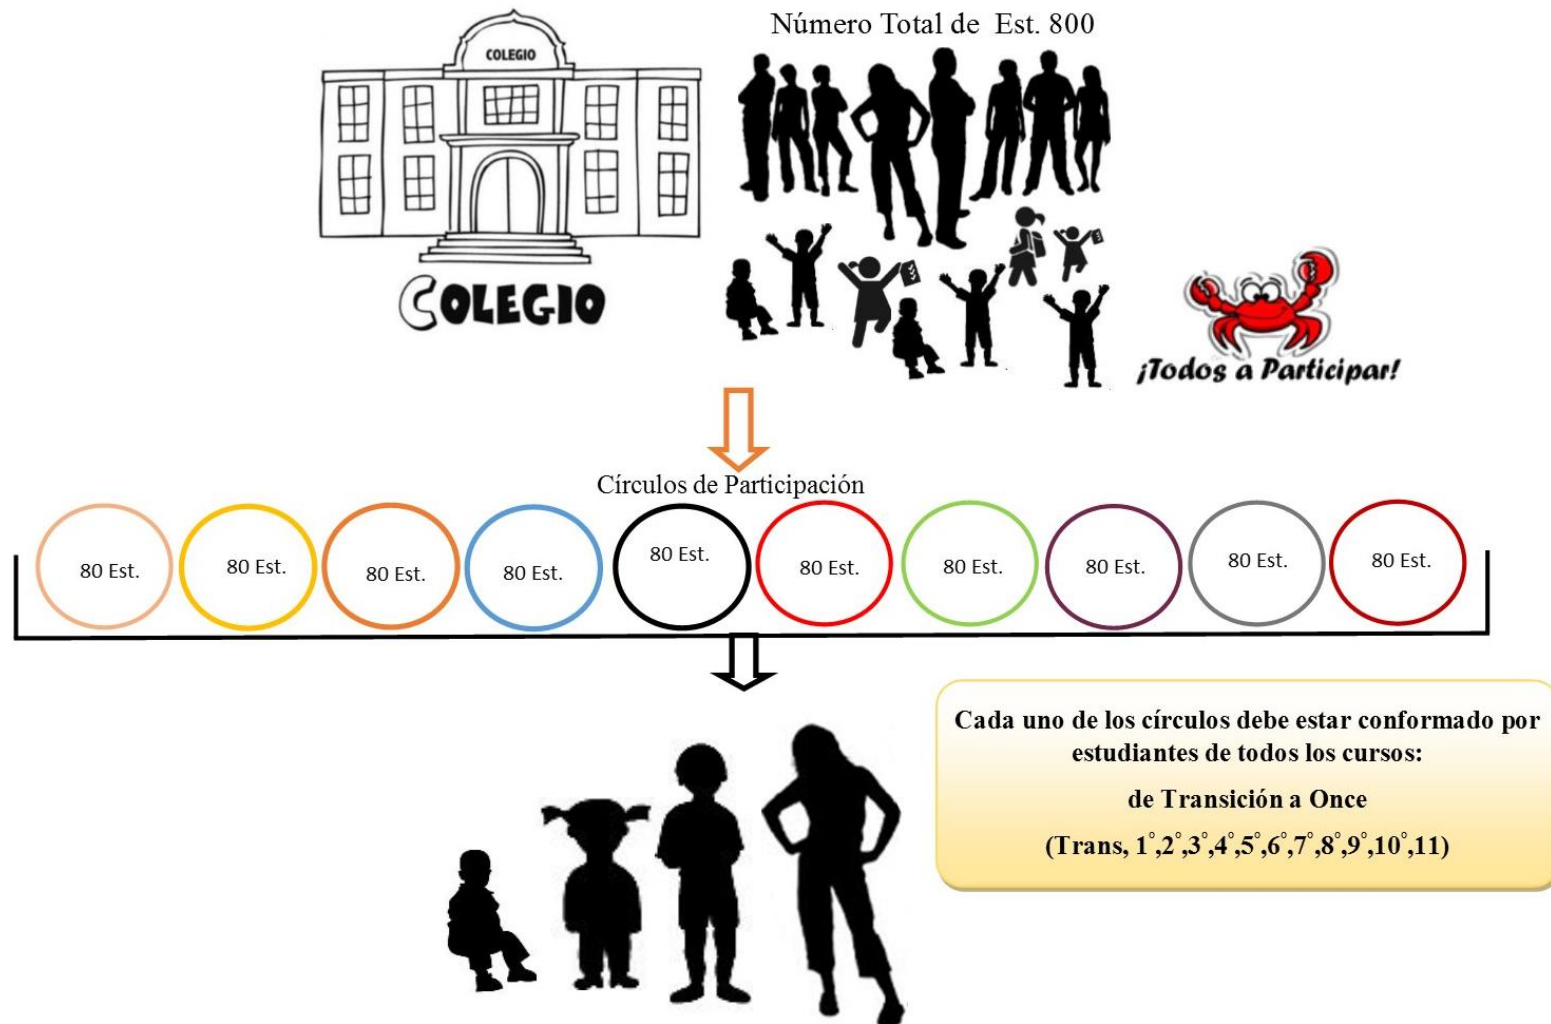 Número Total de Est. 800
COLEGIO
COLEGIO
¡Todos a Participar!
Círculos de Participación
80 Est.
80 Est.
80 Est.
80 Est.
80 Est.
80 Est.
80 Est.
80 Est.
80 Est.
80 Est.
Cada uno de los círculos debe estar conformado por
estudiantes de todos los cursos:
de Transición a Once
(Trans, 1°,2°,3°,4°,5°,6°,7°,8°,9°,10°,11)